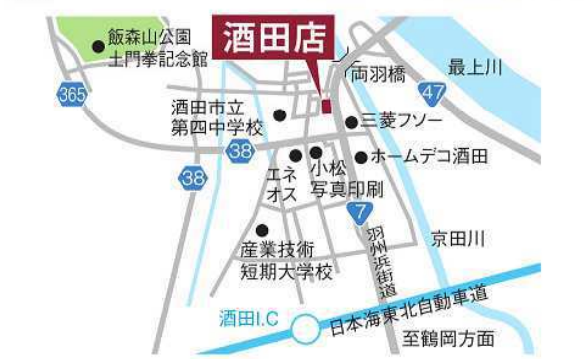 飯森山公園
土門拳記念館
酒田店
両羽橋
最上川
365
47
酒田市立
第四中学校
三菱フソー
38
エネ
オス
小松
写真印刷
ホームデコ酒田
38
7
羽州浜街道
京田川
産業技術
短期大学校
酒田I.C
日本海東北自動車道
至鶴岡方面